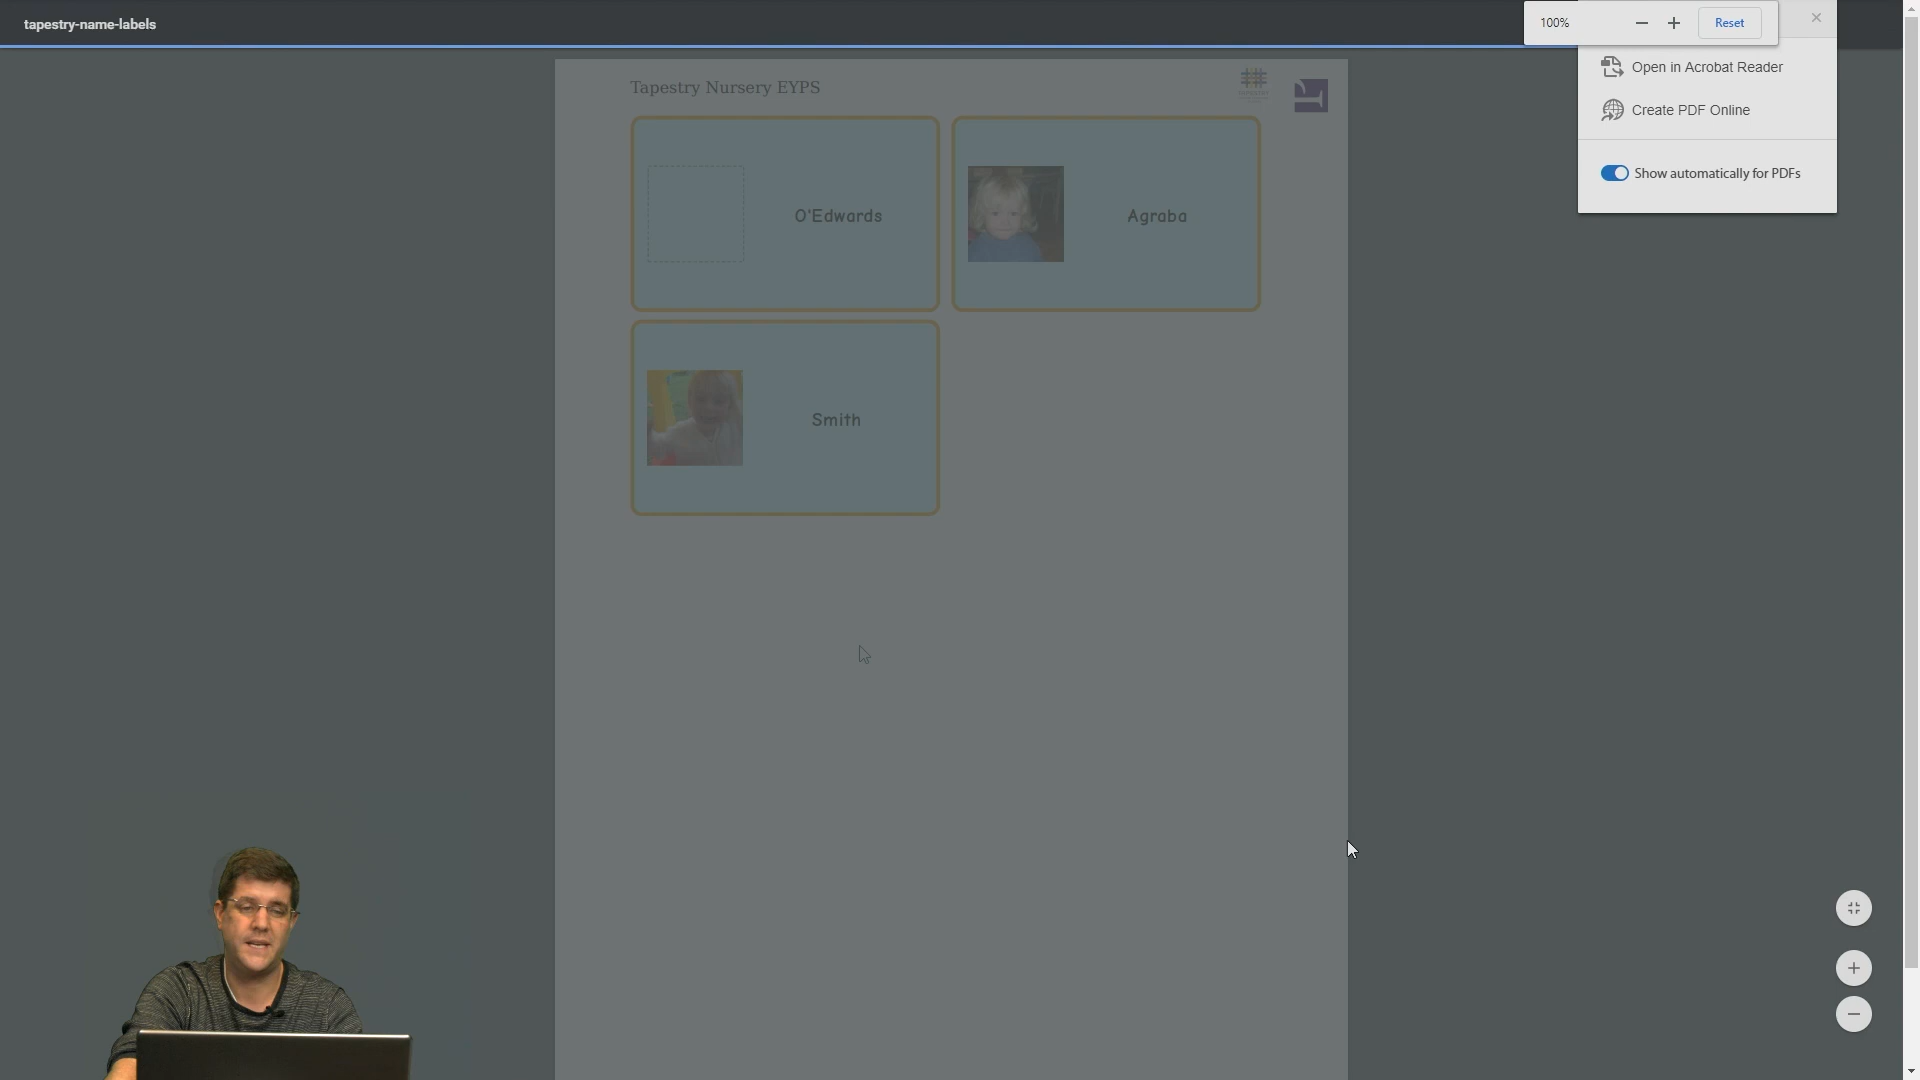 tapestry-name-labels
100%
Reset
Open in Acrobat Reader
Create PDF Online
Show automatically for PDFs
Tapestry Nursery EYPS
O'Edwards
Agraba
Smith